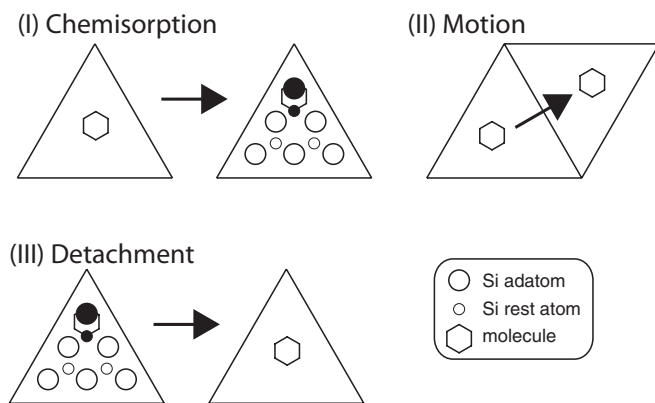 (I) Chemisorption
(II) Motion
(III) Detachment
Si adatom
Si rest atom
molecule